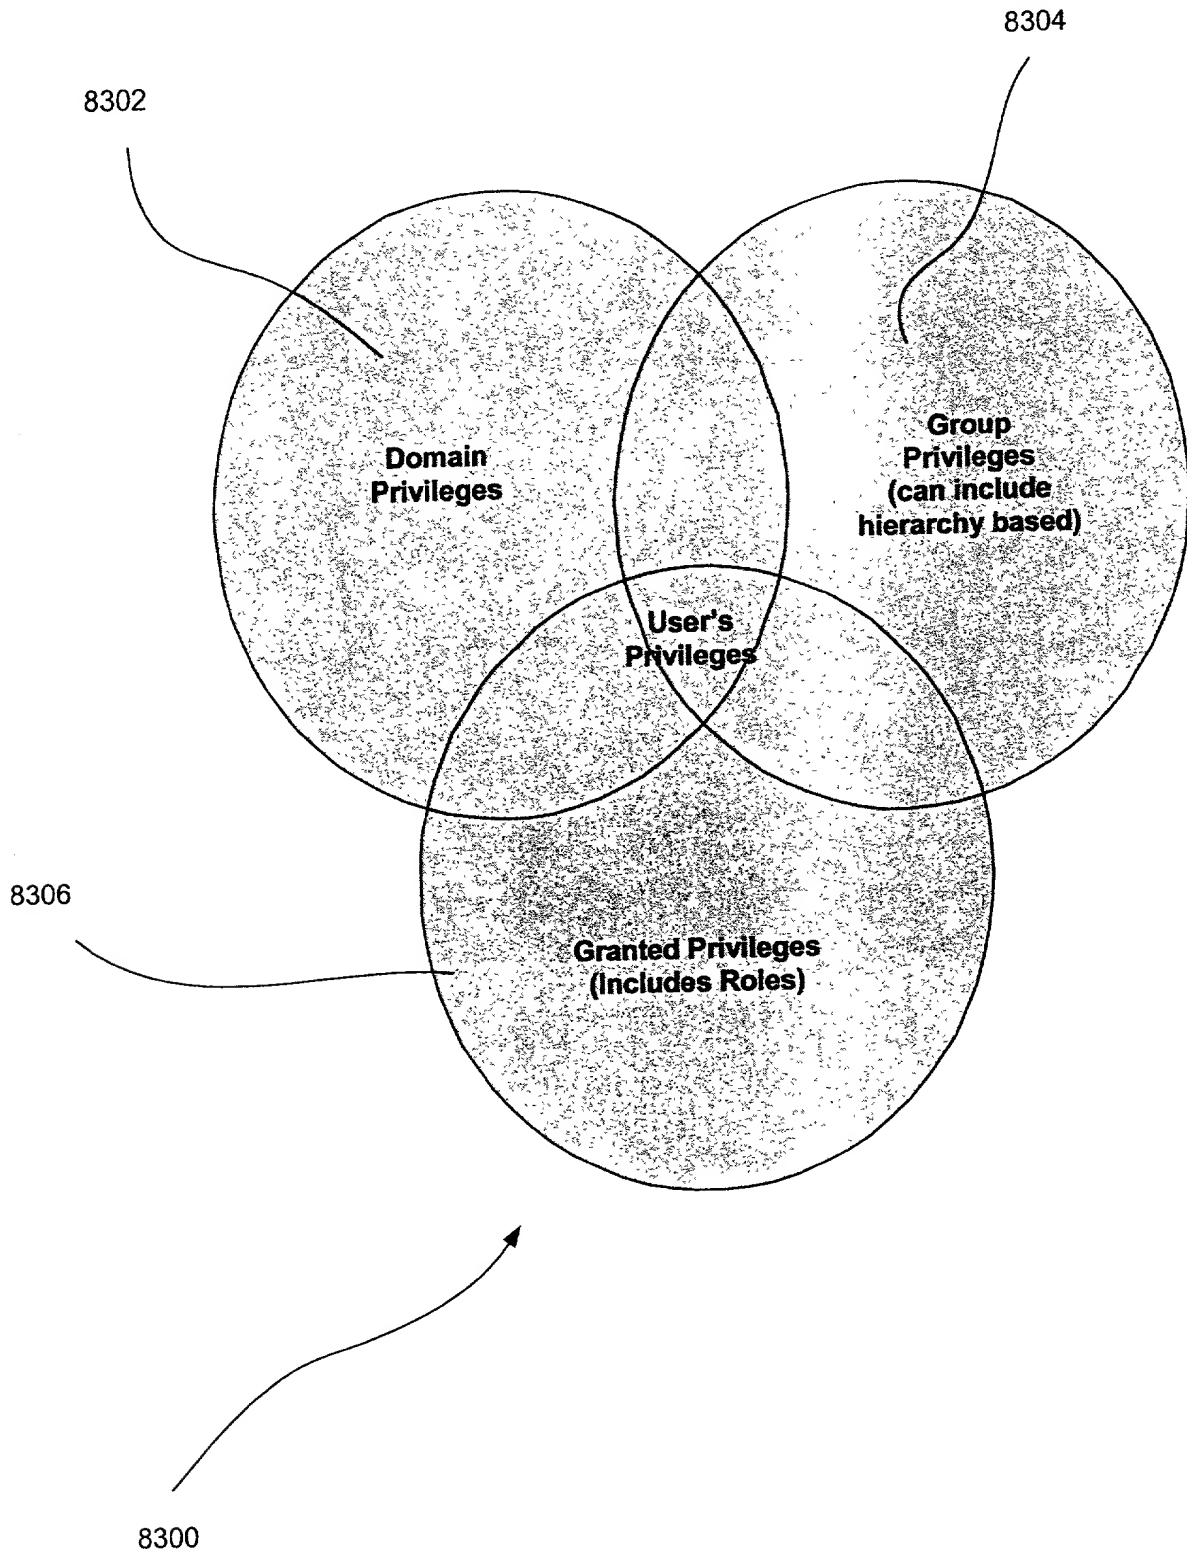 8304
8302
Group
Privileges
(can include
hierarchy based)
Domain
Privileges
User's
Privileges
8306
Granted Privileges
(Includes Roles)
8300